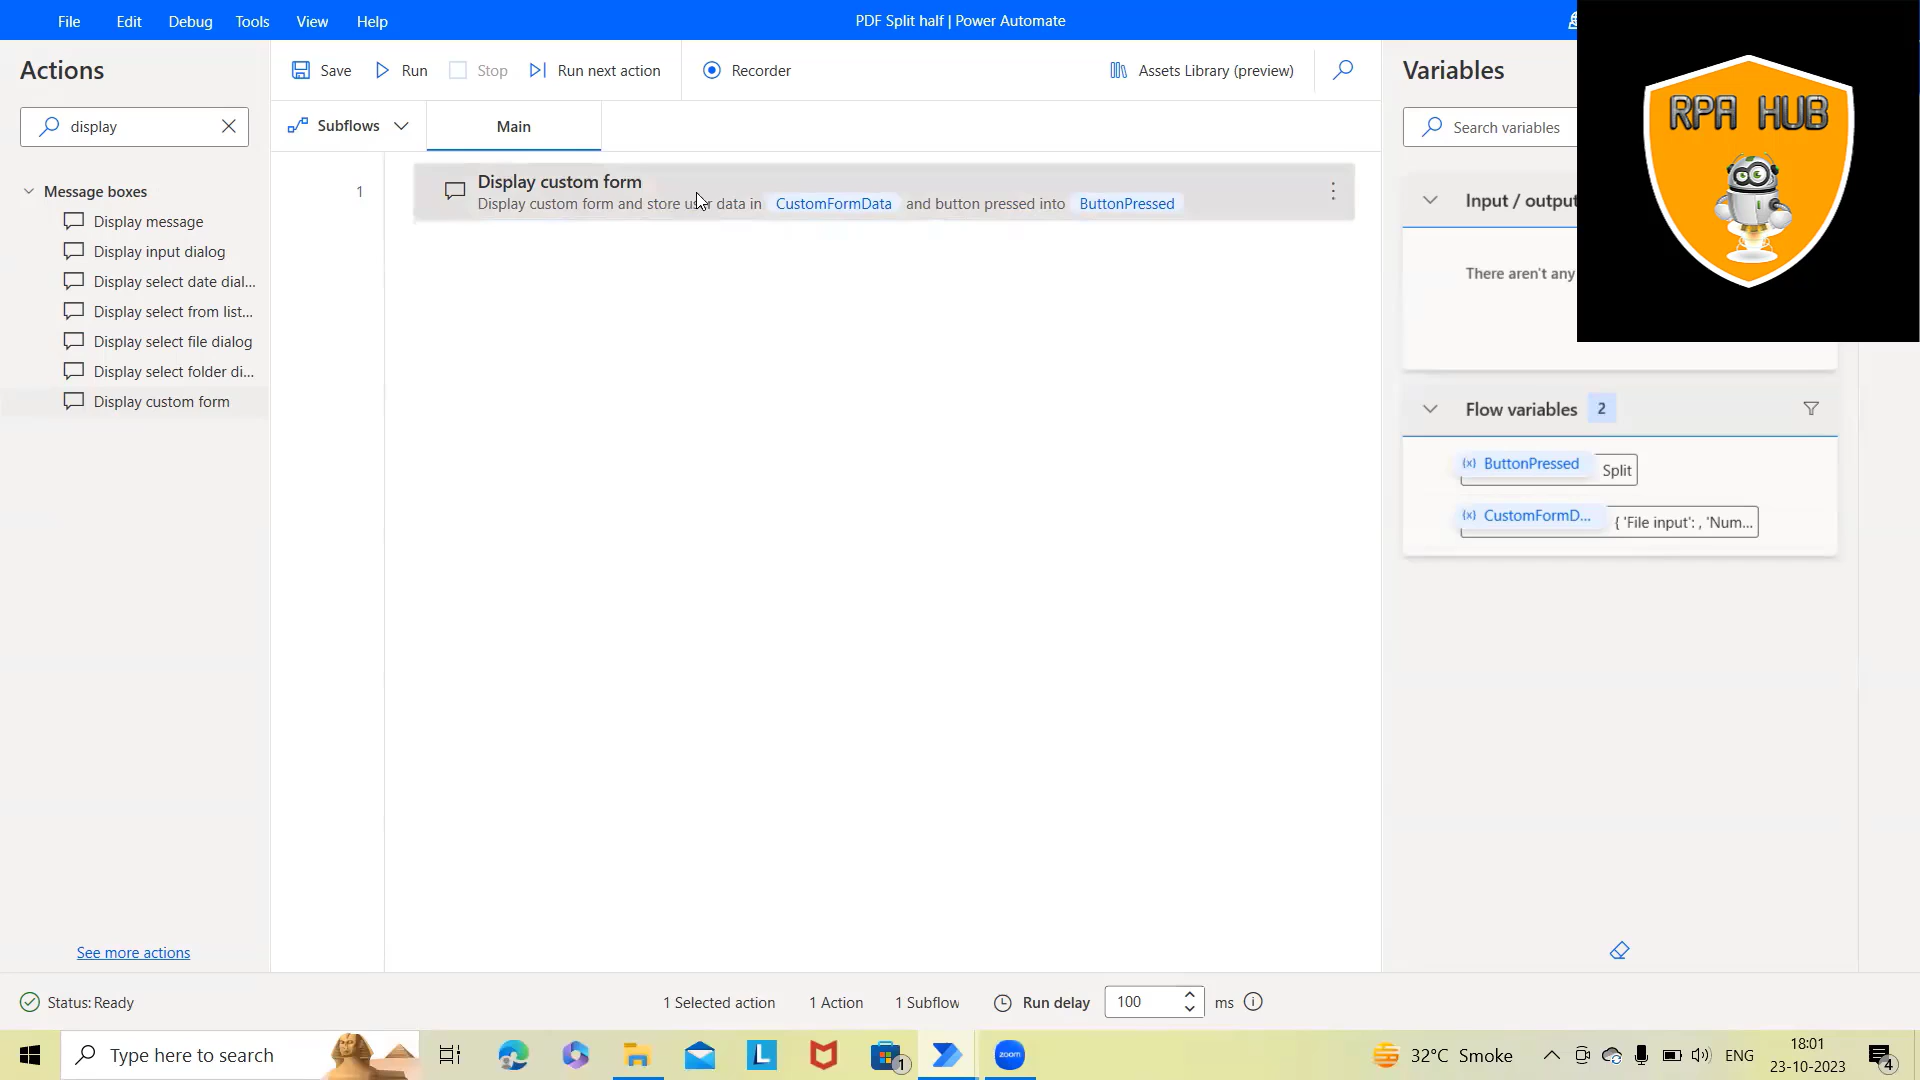 File Edit Debug Tools View Help
PDF Split half | Power Automate
Actions
display
Message boxes
Display message
Display input dialog
Display select date dial...
Display select from list...
Display select file dialog
Display select folder di...
Display custom form
See more actions
Save Run Stop Run next action Recorder Assets Library (preview)
Subflows Main
1
Display custom form
Display custom form and store user data in CustomFormData and button pressed into ButtonPressed
Variables
Search variables
Input / output
There aren't any
Flow variables 2
(x) ButtonPressed Split
(x) CustomFormD... { 'File input': , 'Num...
RPA HUB
Status: Ready 1 Selected action 1 Action 1 Subflow Run delay 100 ms
Type here to search
L
1
zoom
32°C Smoke
ENG
18:01
23-10-2023
4